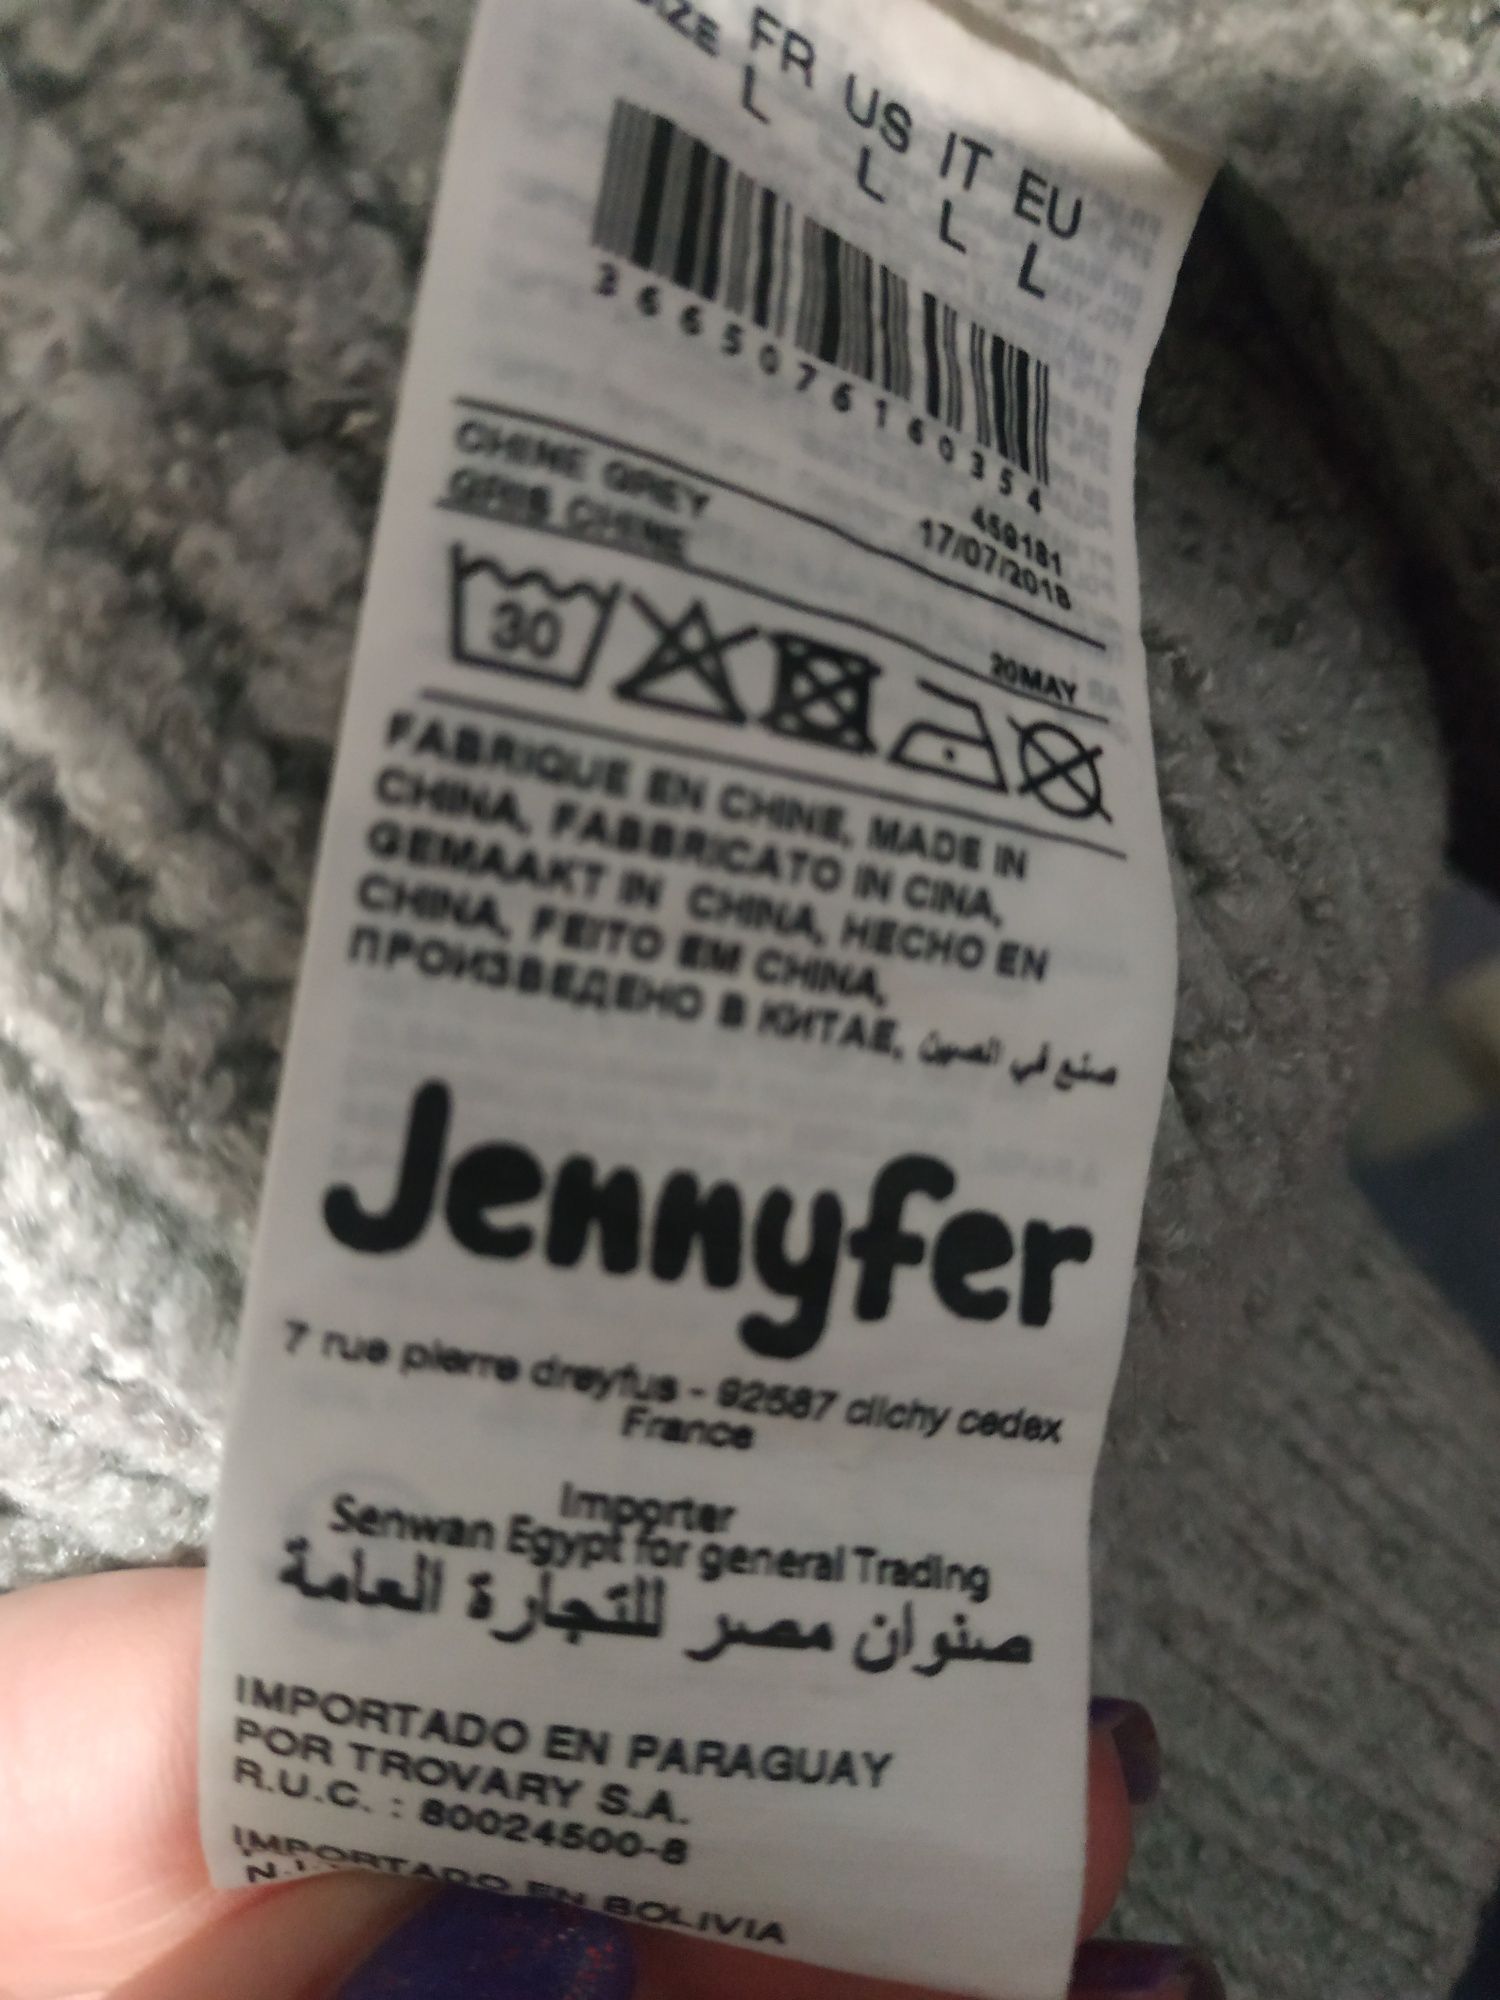 SIZE FR US IT EU
L L L L
3665076160354
459181
17/07/2018
CHINE GREY
GRIS CHINE
20MAY
30
FABRIQUE EN CHINE, MADE IN
CHINA, FABBRICATO IN CINA,
GEMAAKT IN CHINA, HECHO EN
CHINA, FEITO EM CHINA,
ПРОИЗВЕДЕНО В КИТАЕ, صنع في الصين
Jennyfer
7 rue pierre dreyfus - 92587 clichy cedex
France
Importer
Senwan Egypt for general Trading
صنوان مصر للتجارة العامة
IMPORTADO EN PARAGUAY
POR TROVARY S.A.
R.U.C. : 80024500-8
IMPORTADO EN BOLIVIA